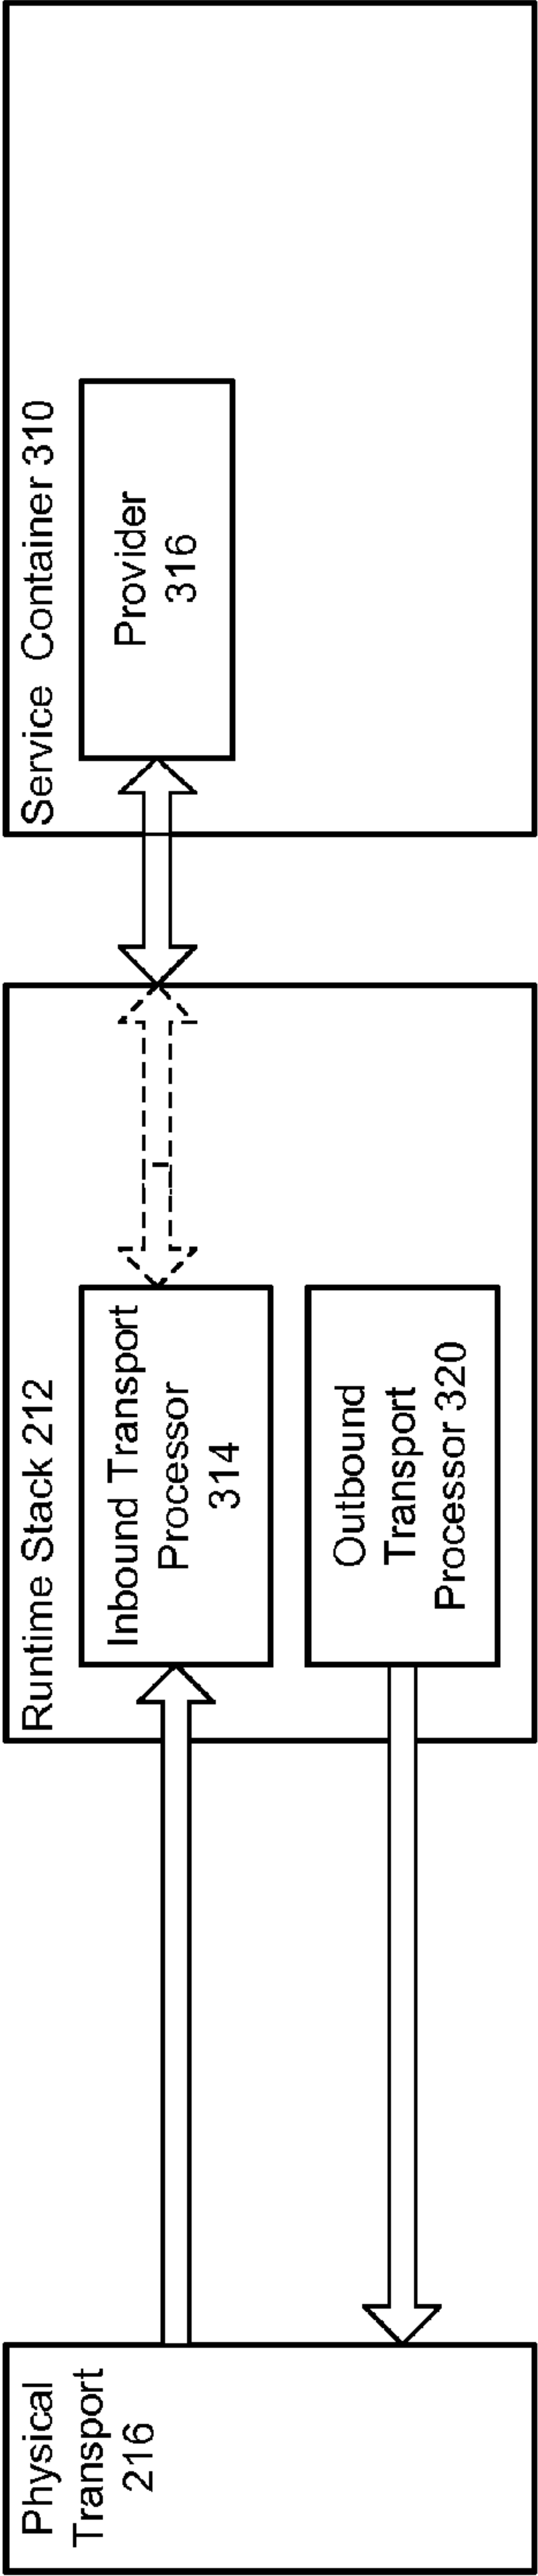 Physical
Transport
216
Runtime Stack 212
Inbound Transport
Processor
314
Outbound
Transport
Processor 320
Service Container 310
Provider
316